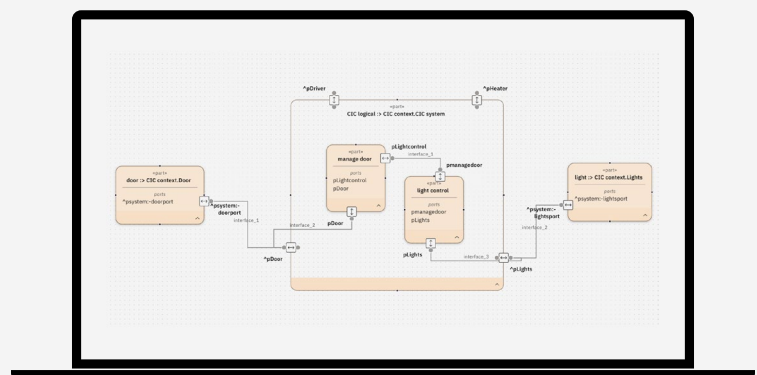 ^pDriver
^pHeater
«part»
CIC logical :> CIC context.CIC system
«part»
manage door
ports
pLightcontrol
pDoor
pLightcontrol
interface_3
pmanagedoor
«part»
light control
ports
pmanagedoor
pLights
«part»
door :> CIC context.Door
ports
^psystem:~doorport
^psystem:~
doorport
interface_1
interface_2
pDoor
^pDoor
pLights
interface_3
^pLights
«part»
light :> CIC context.Lights
ports
^psystem:~lightsport
^psystem:~
lightsport
interface_2